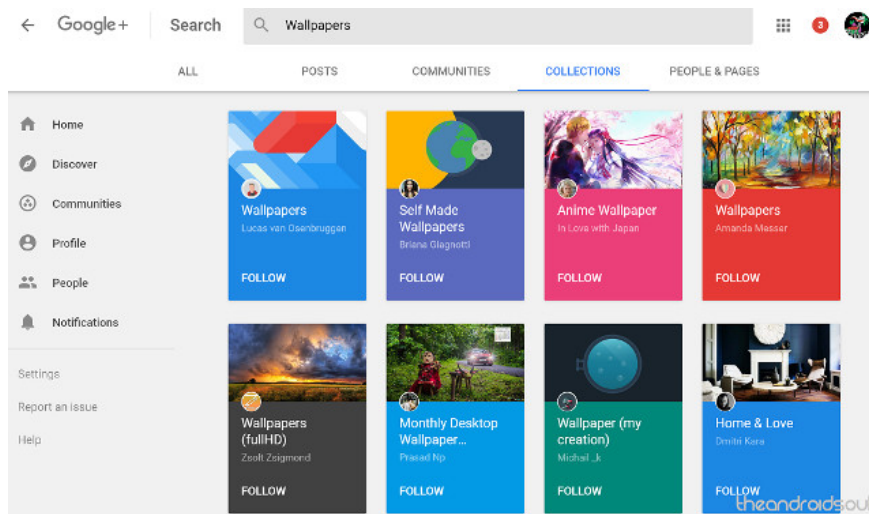 Google+
Search
Wallpapers
3
ALL
POSTS
COMMUNITIES
COLLECTIONS
PEOPLE & PAGES
Home
Discover
Communities
Profile
People
Notifications
Settings
Report an issue
Help
Wallpapers
Lucas van Osenbruggen
FOLLOW
Self Made
Wallpapers
Briana Giagnotti
FOLLOW
Anime Wallpaper
In Love with Japan
FOLLOW
Wallpapers
Amanda Messer
FOLLOW
Wallpapers
(fullHD)
Zsolt Zsigmond
FOLLOW
Monthly Desktop
Wallpaper…
Prasad Np
FOLLOW
Wallpaper (my
creation)
Michail _k
FOLLOW
Home & Love
Dmitri Kara
FOLLOW
theandroidsoul